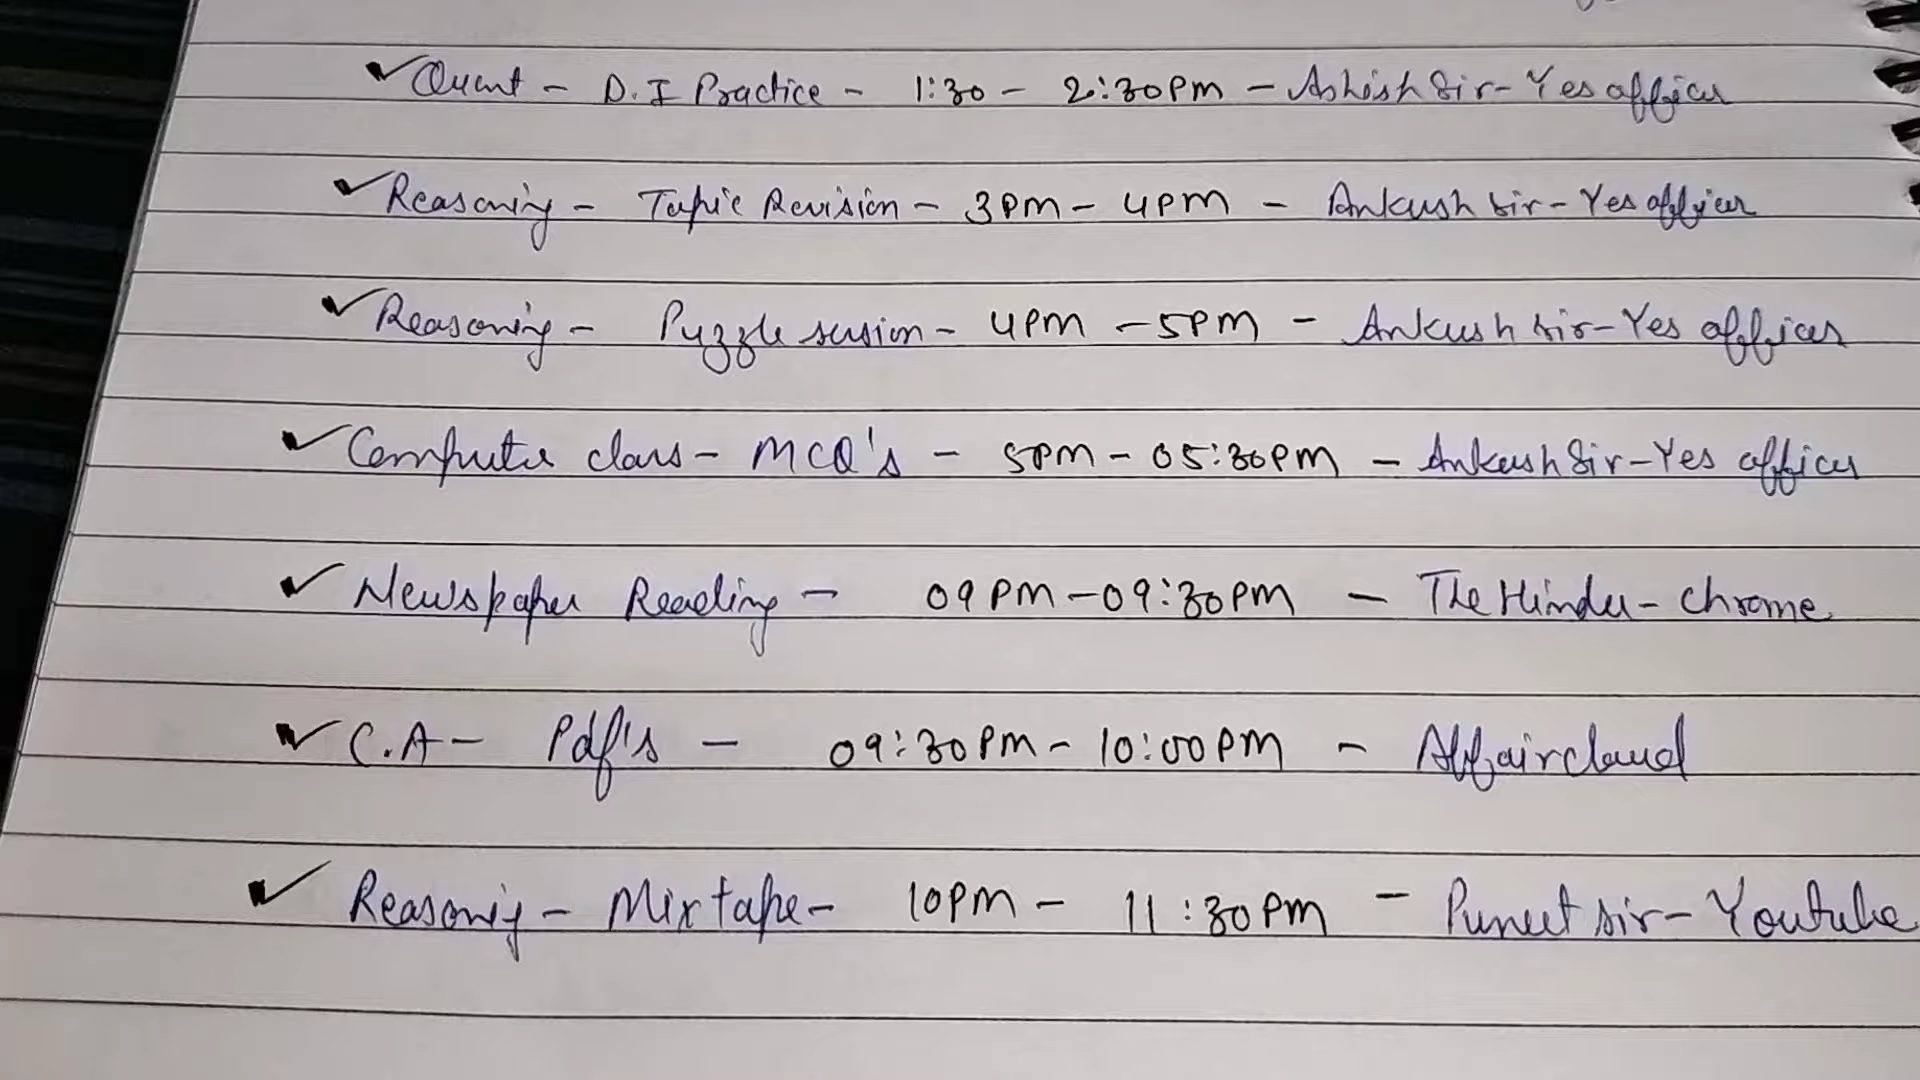 ✓ Quant - D.I Practice - 1:30 - 2:30pm - Ashish Sir - Yes officer
✓ Reasoning - Topic Revision - 3pm - 4pm - Ankush sir - Yes officer
✓ Reasoning - Puzzle session - 4pm - 5pm - Ankush sir - Yes officer
✓ Computer class - MCQ's - 5pm - 05:30pm - Ankush Sir - Yes officer
✓ Newspaper Reading - 09pm - 09:30pm - The Hindu - Chrome
✓ C.A - Pdf's - 09:30pm - 10:00pm - Affaircloud
✓ Reasoning - Mixtape - 10pm - 11:30pm - Puneet sir - Youtube